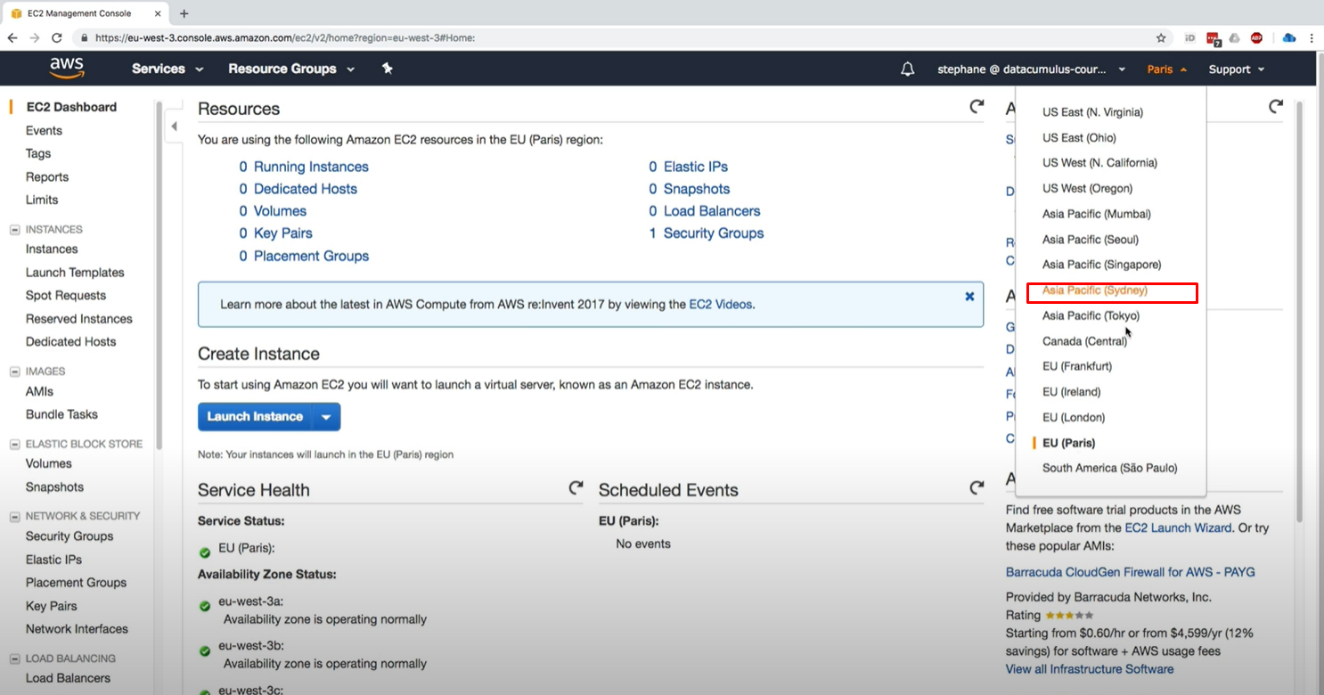 EC2 Management Console
https://eu-west-3.console.aws.amazon.com/ec2/v2/home?region=eu-west-3#Home:
aws
Services
Resource Groups
stephane @ datacumulus-cour...
Paris
Support
EC2 Dashboard
Events
Tags
Reports
Limits
INSTANCES
Instances
Launch Templates
Spot Requests
Reserved Instances
Dedicated Hosts
IMAGES
AMIs
Bundle Tasks
ELASTIC BLOCK STORE
Volumes
Snapshots
NETWORK & SECURITY
Security Groups
Elastic IPs
Placement Groups
Key Pairs
Network Interfaces
LOAD BALANCING
Load Balancers
Resources
You are using the following Amazon EC2 resources in the EU (Paris) region:
0 Running Instances
0 Dedicated Hosts
0 Volumes
0 Key Pairs
0 Placement Groups
0 Elastic IPs
0 Snapshots
0 Load Balancers
1 Security Groups
Learn more about the latest in AWS Compute from AWS re:Invent 2017 by viewing the EC2 Videos.
Create Instance
To start using Amazon EC2 you will want to launch a virtual server, known as an Amazon EC2 instance.
Launch Instance
Note: Your instances will launch in the EU (Paris) region
Service Health
Service Status:
EU (Paris):
Availability Zone Status:
eu-west-3a:
Availability zone is operating normally
eu-west-3b:
Availability zone is operating normally
eu-west-3c:
Scheduled Events
EU (Paris):
No events
US East (N. Virginia)
US East (Ohio)
US West (N. California)
US West (Oregon)
Asia Pacific (Mumbai)
Asia Pacific (Seoul)
Asia Pacific (Singapore)
Asia Pacific (Sydney)
Asia Pacific (Tokyo)
Canada (Central)
EU (Frankfurt)
EU (Ireland)
EU (London)
EU (Paris)
South America (São Paulo)
Find free software trial products in the AWS
Marketplace from the EC2 Launch Wizard. Or try
these popular AMIs:
Barracuda CloudGen Firewall for AWS - PAYG
Provided by Barracuda Networks, Inc.
Rating
Starting from $0.60/hr or from $4,599/yr (12%
savings) for software + AWS usage fees
View all Infrastructure Software